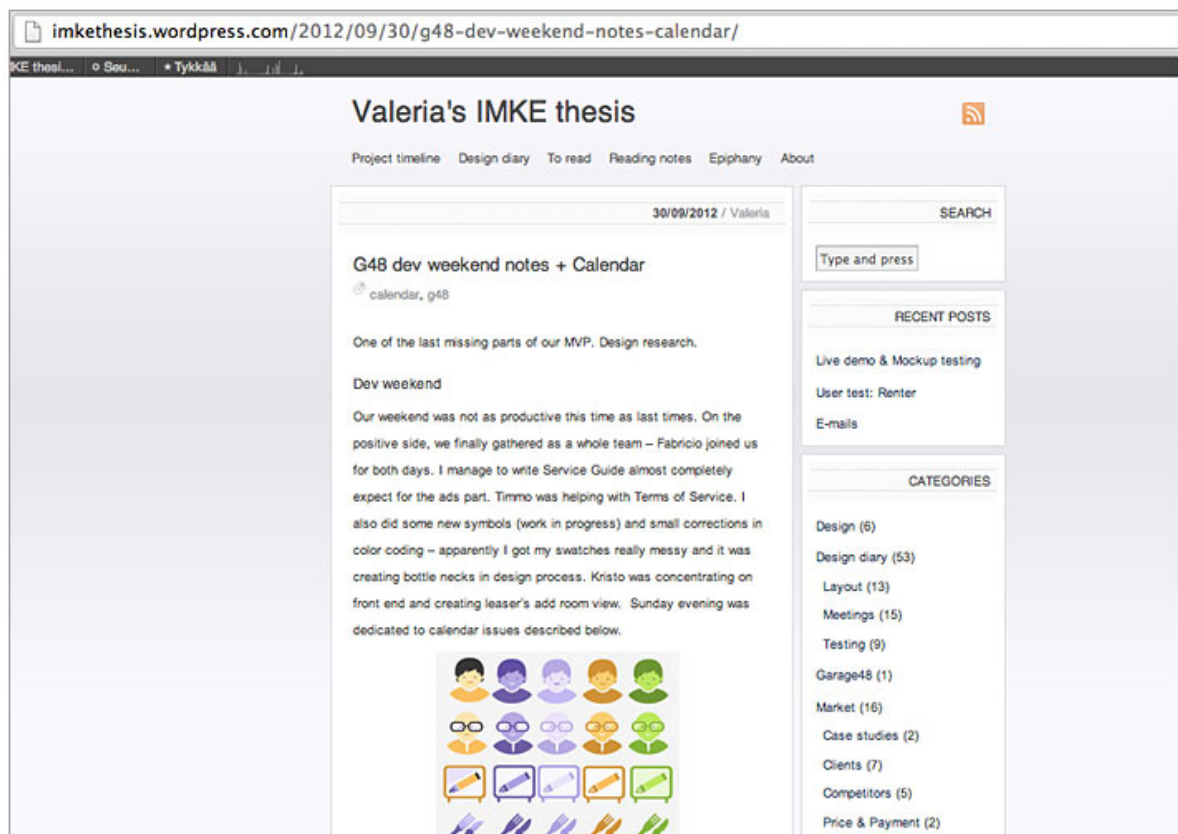 imkethesis.wordpress.com/2012/09/30/g48-dev-weekend-notes-calendar/
KE thesi... Seu... Tykkää
Valeria's IMKE thesis
Project timeline Design diary To read Reading notes Epiphany About
30/09/2012 / Valeria
G48 dev weekend notes + Calendar
calendar, g48
One of the last missing parts of our MVP. Design research.
Dev weekend
Our weekend was not as productive this time as last times. On the
positive side, we finally gathered as a whole team – Fabricio joined us
for both days. I manage to write Service Guide almost completely
expect for the ads part. Timmo was helping with Terms of Service. I
also did some new symbols (work in progress) and small corrections in
color coding – apparently I got my swatches really messy and it was
creating bottle necks in design process. Kristo was concentrating on
front end and creating leaser's add room view. Sunday evening was
dedicated to calendar issues described below.
SEARCH
Type and press
RECENT POSTS
Live demo & Mockup testing
User test: Renter
E-mails
CATEGORIES
Design (6)
Design diary (53)
Layout (13)
Meetings (15)
Testing (9)
Garage48 (1)
Market (16)
Case studies (2)
Clients (7)
Competitors (5)
Price & Payment (2)